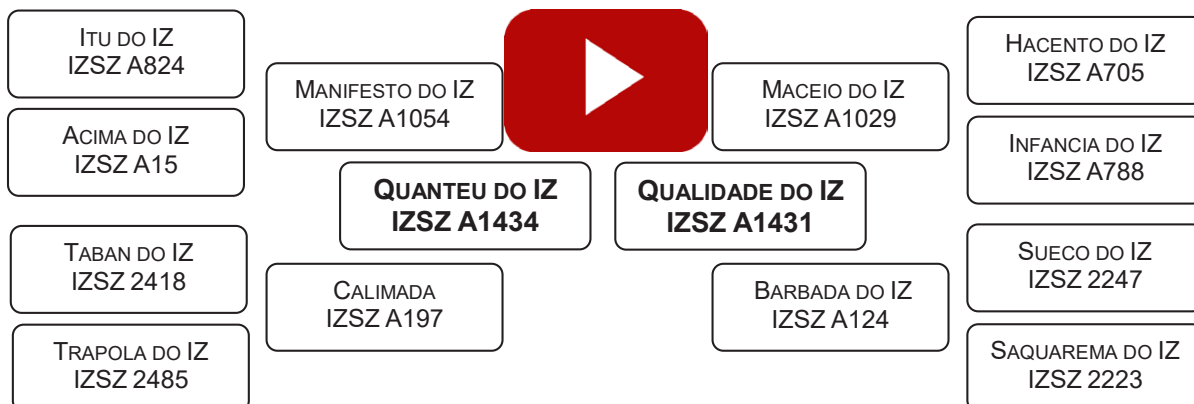 ITU DO IZ
IZSZ A824
ACIMA DO IZ
IZSZ A15
TABAN DO IZ
IZSZ 2418
TRAPOLA DO IZ
IZSZ 2485
MANIFESTO DO IZ
IZSZ A1054
CALIMADA
IZSZ A197
QUANTEU DO IZ
IZSZ A1434
QUALIDADE DO IZ
IZSZ A1431
MACEIO DO IZ
IZSZ A1029
BARBADA DO IZ
IZSZ A124
HACENTO DO IZ
IZSZ A705
INFANCIA DO IZ
IZSZ A788
SUECO DO IZ
IZSZ 2247
SAQUAREMA DO IZ
IZSZ 2223